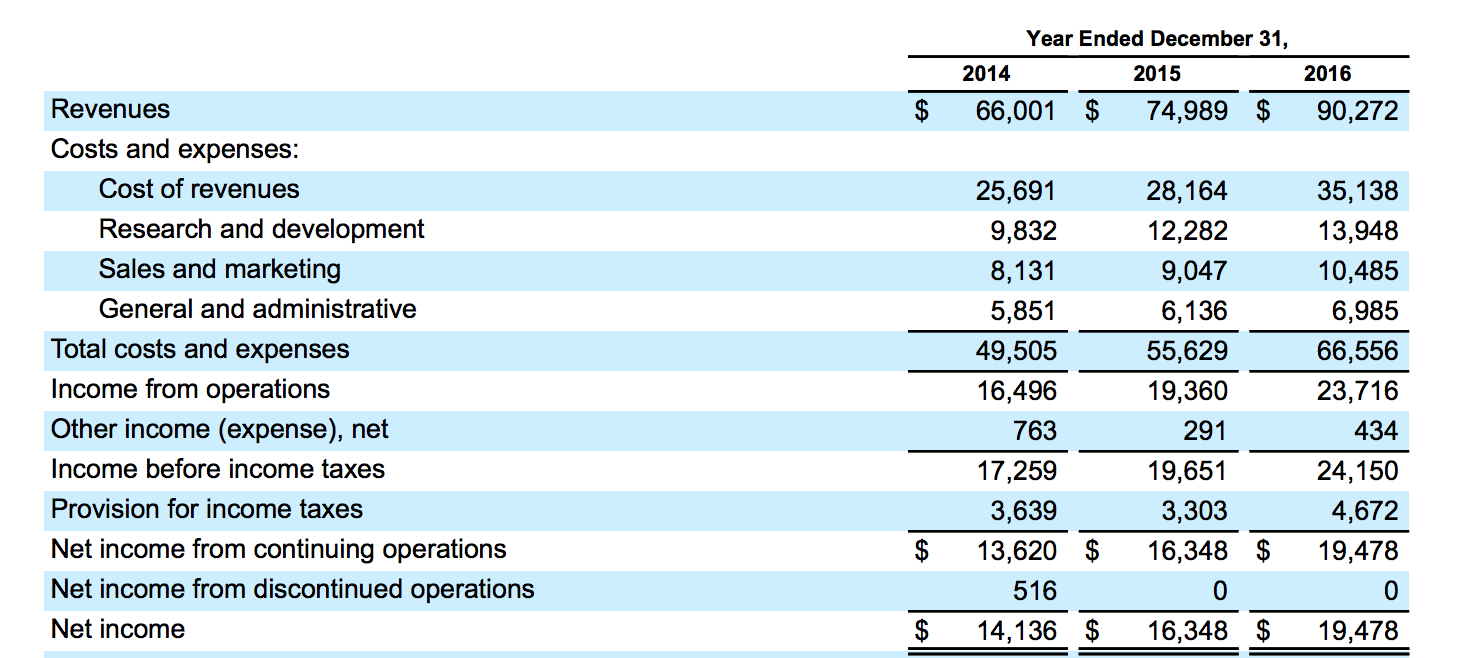 Year Ended December 31,
2014 2015 2016
Revenues $ 66,001 $ 74,989 $ 90,272
Costs and expenses:
Cost of revenues 25,691 28,164 35,138
Research and development 9,832 12,282 13,948
Sales and marketing 8,131 9,047 10,485
General and administrative 5,851 6,136 6,985
Total costs and expenses 49,505 55,629 66,556
Income from operations 16,496 19,360 23,716
Other income (expense), net 763 291 434
Income before income taxes 17,259 19,651 24,150
Provision for income taxes 3,639 3,303 4,672
Net income from continuing operations $ 13,620 $ 16,348 $ 19,478
Net income from discontinued operations 516 0 0
Net income $ 14,136 $ 16,348 $ 19,478